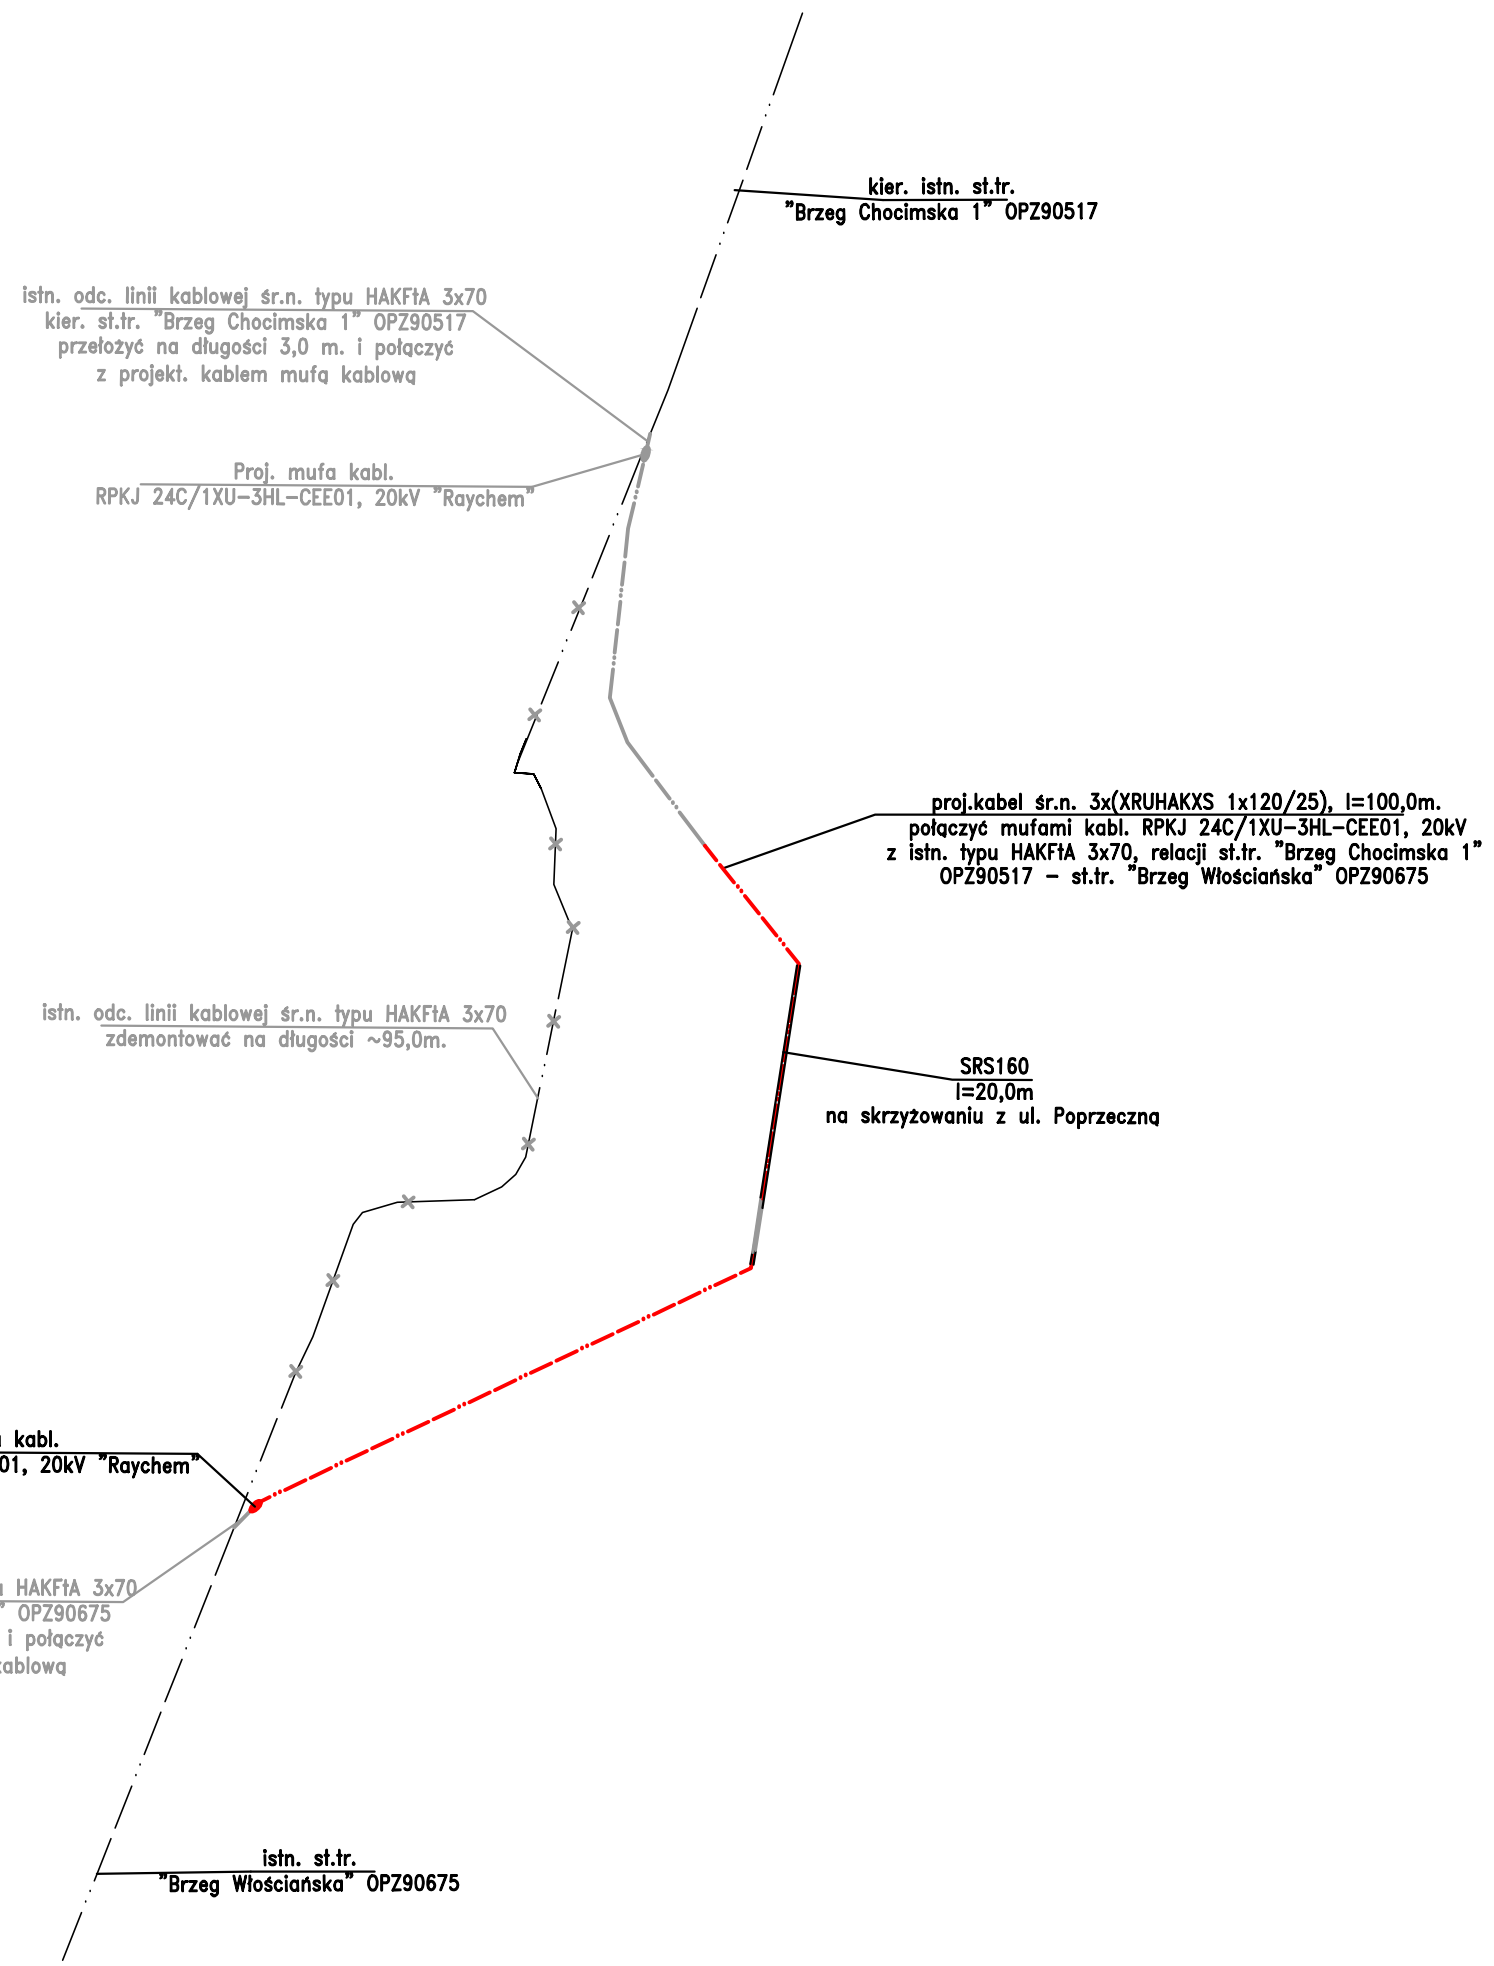 kier. istn. st.tr.
"Brzeg Chocimska 1" OPZ90517
istn. odc. linii kablowej śr.n. typu HAKFtA 3x70
kier. st.tr. "Brzeg Chocimska 1" OPZ90517
przełożyć na długości 3,0 m. i połączyć
z projekt. kablem mufą kablową
Proj. mufa kabl.
RPKJ 24C/1XU-3HL-CEE01, 20kV "Raychem"
proj.kabel śr.n. 3x(XRUHAKXS 1x120/25), l=100,0m.
połączyć mufami kabl. RPKJ 24C/1XU-3HL-CEE01, 20kV
z istn. typu HAKFtA 3x70, relacji st.tr. "Brzeg Chocimska 1"
OPZ90517 - st.tr. "Brzeg Włościańska" OPZ90675
istn. odc. linii kablowej śr.n. typu HAKFtA 3x70
zdemontować na długości ~95,0m.
SRS160
l=20,0m
na skrzyżowaniu z ul. Poprzeczną
kabl.
01, 20kV "Raychem"
HAKFtA 3x70
" OPZ90675
i połączyć
ablową
istn. st.tr.
"Brzeg Włościańska" OPZ90675